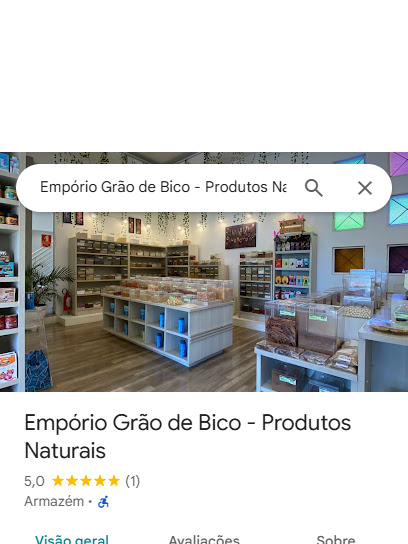 Empório Grão de Bico - Produtos Na
Empório Grão de Bico - Produtos
Naturais
5,0 (1)
Armazém •
Visão geral Avaliações Sobre